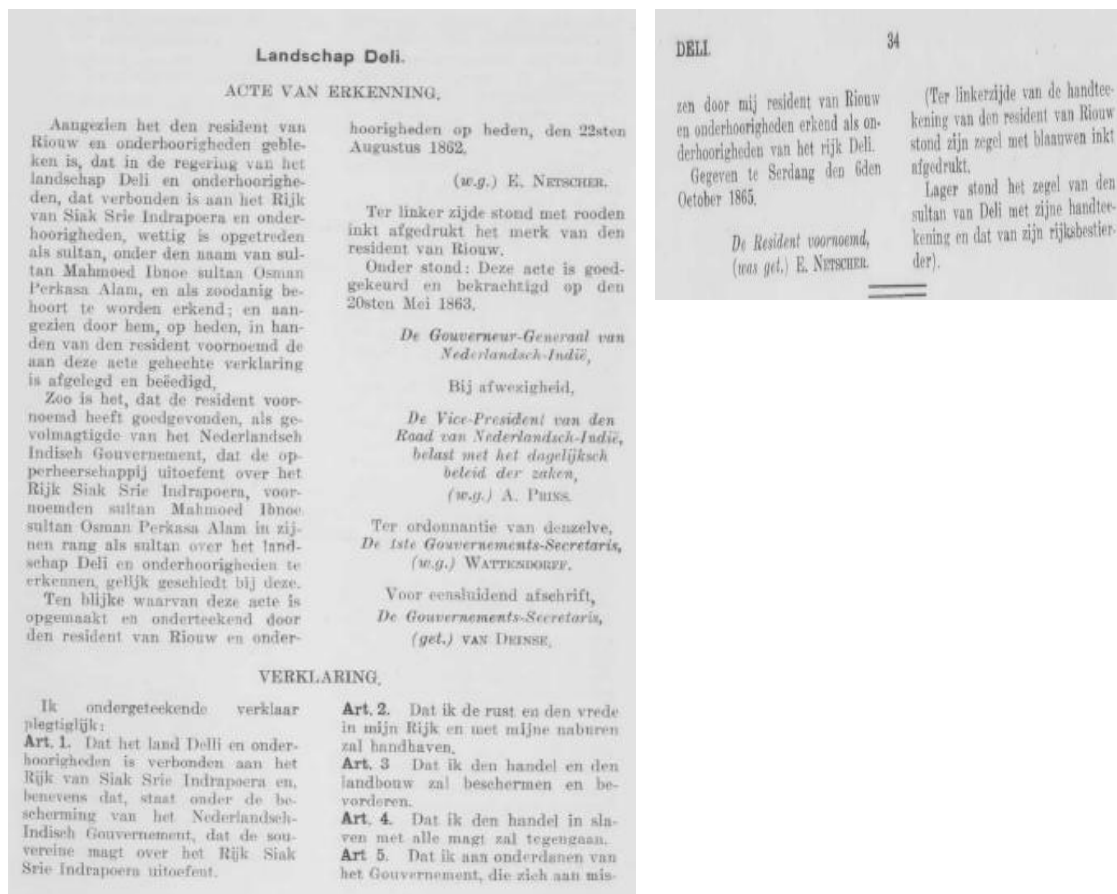 Landschap Deli.
ACTE VAN ERKENNING.
Aangezien het den resident van
Riouw en onderhoorigheden geble-
ken is, dat in de regering van het
landschap Deli en onderhoorighe-
den, dat verbonden is aan het Rijk
van Siak Srie Indrapoera en onder-
hoorigheden, wettig is opgetreden
als sultan, onder den naam van sul-
tan Mahmoed Ibnoe sultan Osman
Perkasa Alam, en als zoodanig be-
hoort te worden erkend; en aan-
gezien door hem, op heden, in han-
den van den resident voornoemd de
aan deze acte gehechte verklaring
is afgelegd en beëedigd,
Zoo is het, dat de resident voor-
noemd heeft goedgevonden, als ge-
volmagtigde van het Nederlandsch
Indisch Gouvernement, dat de op-
perheerschappij uitoefent over het
Rijk Siak Srie Indrapoera, voor-
noemden sultan Mahmoed Ibnoe
sultan Osman Perkasa Alam in zij-
nen rang als sultan over het land-
schap Deli en onderhoorigheden te
erkennen, gelijk geschiedt bij deze.
Ten blijke waarvan deze acte is
opgemaakt en onderteekend door
den resident van Riouw en onder-
hoorigheden op heden, den 22sten
Augustus 1862.
(w.g.) E. NETSCHER.
Ter linker zijde stond met rooden
inkt afgedrukt het merk van den
resident van Riouw.
Onder stond: Deze acte is goed-
gekeurd en bekrachtigd op den
20sten Mei 1863.
De Gouverneur-Generaal van
Nederlandsch-Indië,
Bij afwezigheid,
De Vice-President van den
Raad van Nederlandsch-Indië,
belast met het dagelijksch
beleid der zaken,
(w.g.) A. PRINS.
Ter ordonnantie van denzelve,
De 1ste Gouvernements-Secretaris,
(w.g.) WATTENDORFF.
Voor eensluidend afschrift,
De Gouvernements-Secretaris,
(get.) VAN DEINSE.
VERKLARING.
Ik ondergeteekende verklaar
plegtiglijk:
Art. 1. Dat het land Delli en onder-
hoorigheden is verbonden aan het
Rijk van Siak Srie Indrapoera en,
benevens dat, staat onder de be-
scherming van het Nederlandsch-
Indisch Gouvernement, dat de sou-
vereine magt over het Rijk Siak
Srie Indrapoera uitoefent.
Art. 2. Dat ik de rust en den vrede
in mijn Rijk en met mijne naburen
zal handhaven.
Art. 3 Dat ik den handel en den
landbouw zal beschermen en be-
vorderen.
Art. 4. Dat ik den handel in sla-
ven met alle magt zal tegengaan.
Art 5. Dat ik aan onderdanen van
het Gouvernement, die zich aan mis-
DELI. 34
zen door mij resident van Riouw
en onderhoorigheden erkend als on-
derhoorigheden van het rijk Deli.
Gegeven te Serdang den 6den
October 1865.
De Resident voornoemd,
(was get.) E. NETSCHER.
(Ter linkerzijde van de handtee-
kening van den resident van Riouw
stond zijn zegel met blaauwen inkt
afgedrukt.
Lager stond het zegel van den
sultan van Deli met zijne handtee-
kening en dat van zijn rijksbestier-
der).